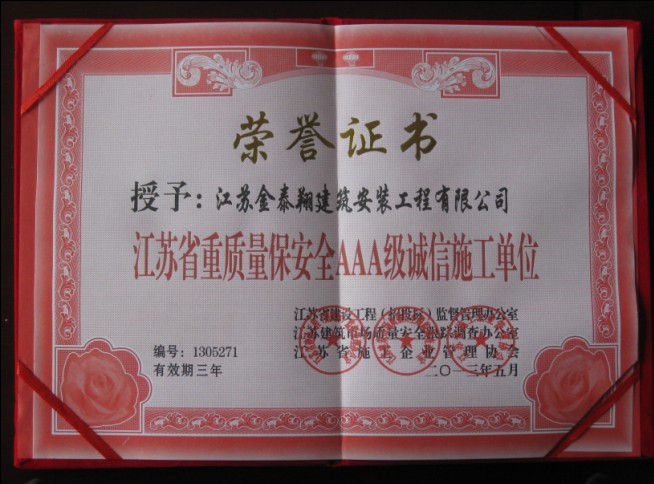 荣誉证书
授予：江苏金泰翔建筑安装工程有限公司
江苏省重质量保安全AAA级诚信施工单位
江苏省建设工程（招投标）监督管理办公室
江苏建筑市场质量安全跟踪调查办公室
江苏省施工企业管理协会
二〇一三年五月
编号：1305271
有效期三年